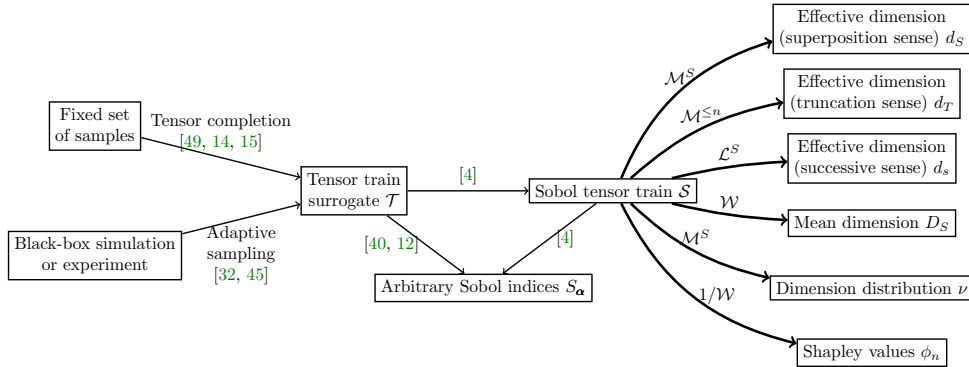 Fixed set
of samples
Tensor completion
[49, 14, 15]
Black-box simulation
or experiment
Adaptive
sampling
[32, 45]
Tensor train
surrogate 𝒯
[4]
[40, 12]
[4]
Sobol tensor train 𝒮
Arbitrary Sobol indices S_α
ℳ^S
ℳ^{≤n}
ℒ^S
𝒲
ℳ^S
1/𝒲
Effective dimension
(superposition sense) d_S
Effective dimension
(truncation sense) d_T
Effective dimension
(successive sense) d_s
Mean dimension D_S
Dimension distribution ν
Shapley values ϕ_n